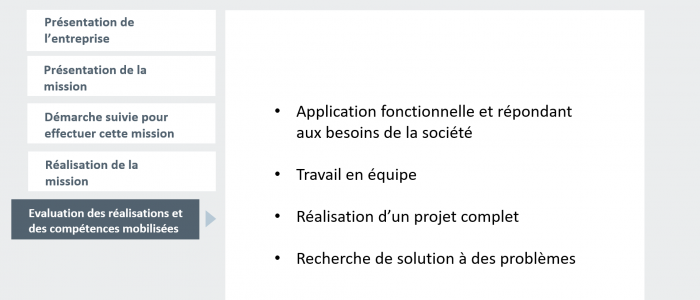 Présentation de
l’entreprise
Présentation de la
mission
Démarche suivie pour
effectuer cette mission
Réalisation de la
mission
Evaluation des réalisations et
des compétences mobilisées
• Application fonctionnelle et répondant
aux besoins de la société
• Travail en équipe
• Réalisation d’un projet complet
• Recherche de solution à des problèmes